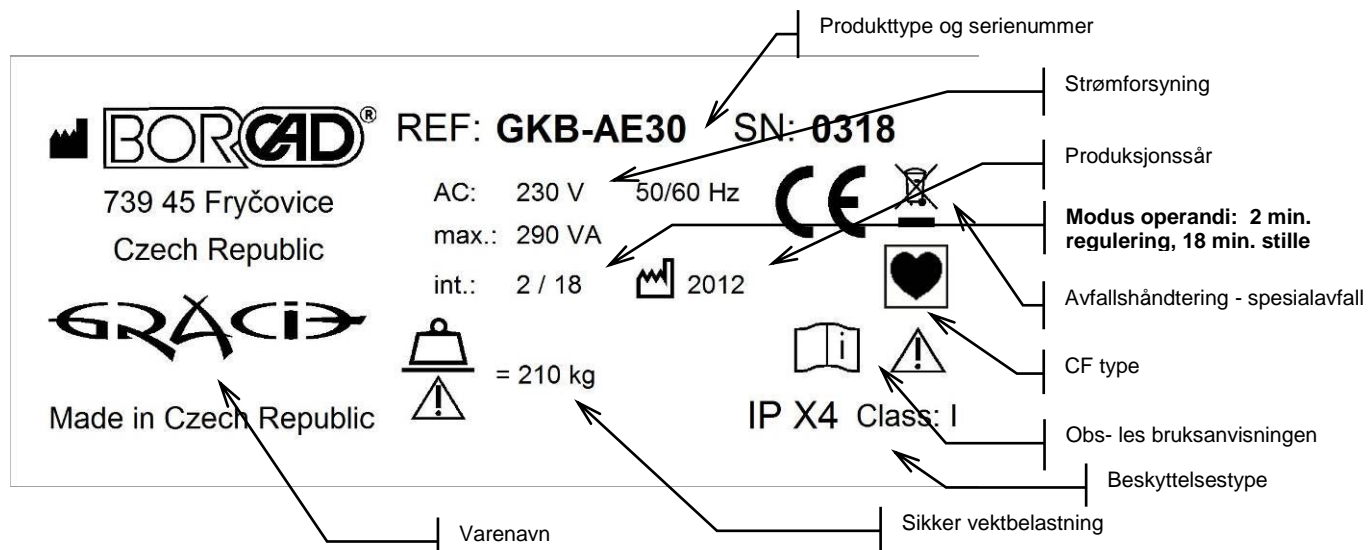 Produkttype og serienummer
BORCAD® REF: GKB-AE30 SN: 0318
Strømforsyning
739 45 Fryčovice
Czech Republic
AC: 230 V 50/60 Hz
max.: 290 VA
int.: 2 / 18 2012
CE
Produksjonssår
Modus operandi: 2 min.
regulering, 18 min. stille
Avfallshåndtering - spesialavfall
GRACIE
= 210 kg
i
CF type
Made in Czech Republic
IP X4 Class: I
Obs- les bruksanvisningen
Beskyttelsestype
Sikker vektbelastning
Varenavn